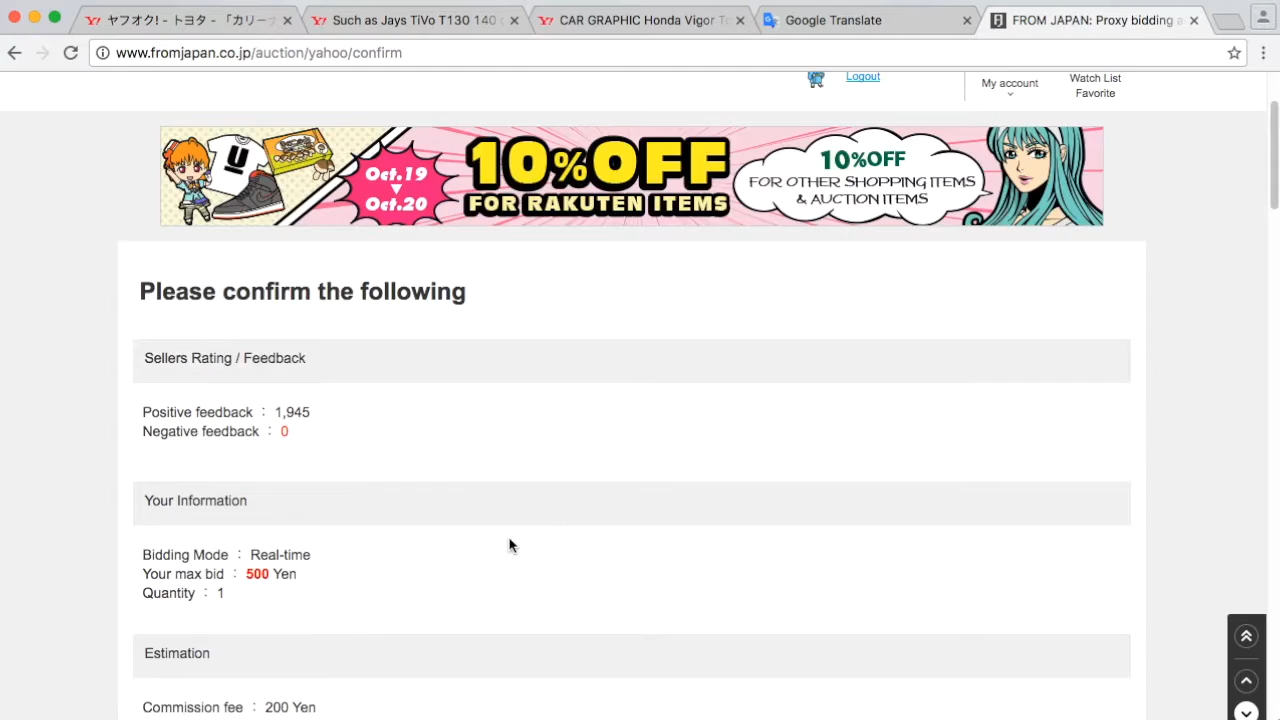 ヤフオク! - トヨタ - 「カリーナ
Such as Jays TiVo T130 140
CAR GRAPHIC Honda Vigor T
Google Translate
FROM JAPAN: Proxy bidding a
www.fromjapan.co.jp/auction/yahoo/confirm
Logout
My account
Watch List
Favorite
Oct.19
Oct.20
10%OFF
FOR RAKUTEN ITEMS
10%OFF
FOR OTHER SHOPPING ITEMS
& AUCTION ITEMS
Please confirm the following
Sellers Rating / Feedback
Positive feedback : 1,945
Negative feedback : 0
Your Information
Bidding Mode : Real-time
Your max bid : 500 Yen
Quantity : 1
Estimation
Commission fee : 200 Yen